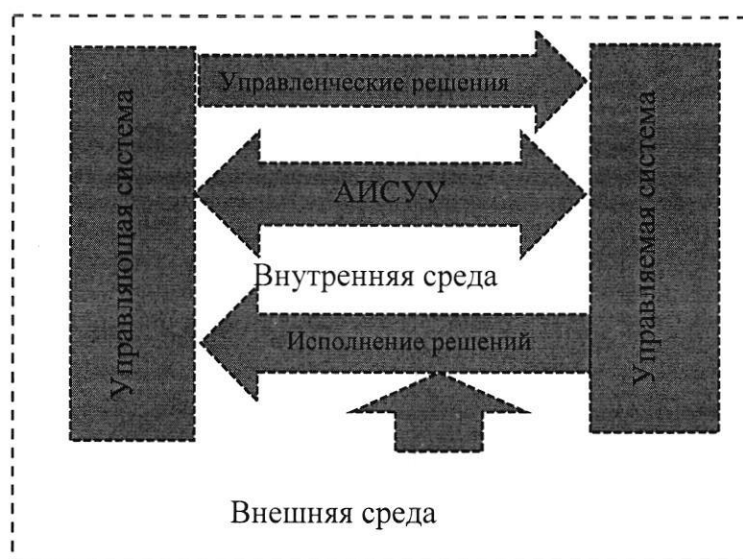 Управляющая система
Управленческие решения
АИСУУ
Внутренняя среда
Исполнение решений
Управляемая система
Внешняя среда